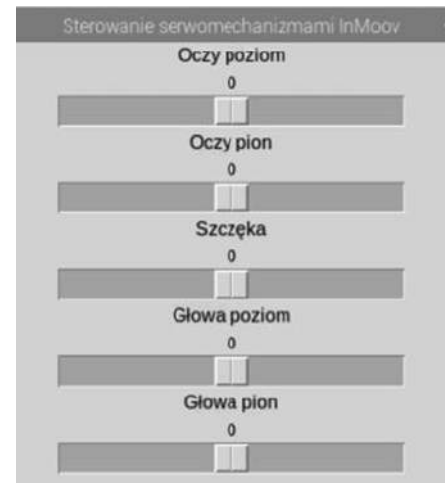 Sterowanie serwomechanizmami InMoov
Oczy poziom
0
Oczy pion
0
Szczęka
0
Głowa poziom
0
Głowa pion
0